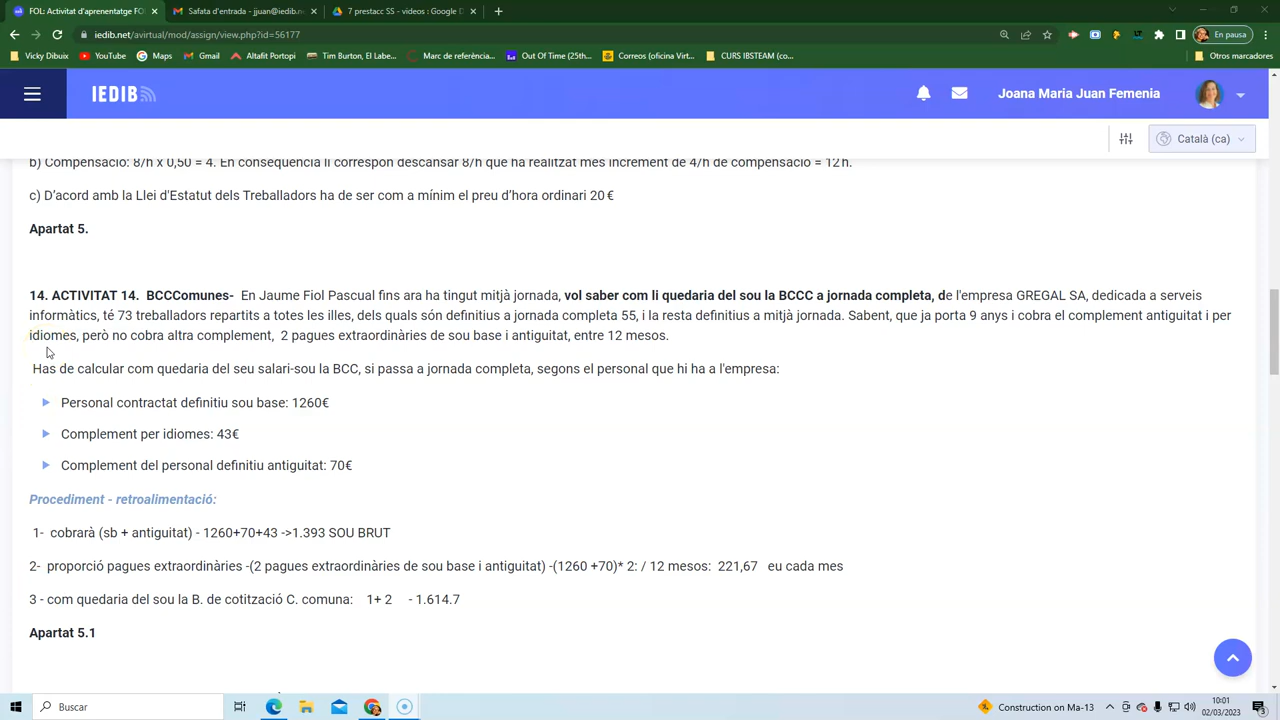 FOL: Activitat d'aprenentatge FOL
Safata d'entrada - jjuan@iedib.ne
7 prestacc SS - videos : Google D
iedib.net/avirtual/mod/assign/view.php?id=56177
En pausa
Vicky Dibuix
YouTube
Maps
Gmail
Altafit Portopi
Tim Burton, El Labe...
Marc de referència...
Out Of Time (25th...
Correos (oficina Virt...
CURS IBSTEAM (co...
Otros marcadores
IEDIB
Joana Maria Juan Femenia
Català (ca)
b) Compensació: 8/h x 0,50 = 4. En conseqüència li correspon descansar 8/h que ha realitzat més increment de 4/h de compensació = 12 h.
c) D'acord amb la Llei d'Estatut dels Treballadors ha de ser com a mínim el preu d'hora ordinari 20 €
Apartat 5.
14. ACTIVITAT 14. BCCComunes- En Jaume Fiol Pascual fins ara ha tingut mitjà jornada, vol saber com li quedaria del sou la BCCC a jornada completa, de l'empresa GREGAL SA, dedicada a serveis
informàtics, té 73 treballadors repartits a totes les illes, dels quals són definitius a jornada completa 55, i la resta definitius a mitjà jornada. Sabent, que ja porta 9 anys i cobra el complement antiguitat i per
idiomes, però no cobra altra complement, 2 pagues extraordinàries de sou base i antiguitat, entre 12 mesos.
Has de calcular com quedaria del seu salari-sou la BCC, si passa a jornada completa, segons el personal que hi ha a l'empresa:
Personal contractat definitiu sou base: 1260€
Complement per idiomes: 43€
Complement del personal definitiu antiguitat: 70€
Procediment - retroalimentació:
1- cobrarà (sb + antiguitat) - 1260+70+43 ->1.393 SOU BRUT
2- proporció pagues extraordinàries -(2 pagues extraordinàries de sou base i antiguitat) -(1260 +70)* 2: / 12 mesos: 221,67 eu cada mes
3 - com quedaria del sou la B. de cotització C. comuna: 1+ 2 - 1.614.7
Apartat 5.1
Buscar
Construction on Ma-13
10:01
02/03/2023
3